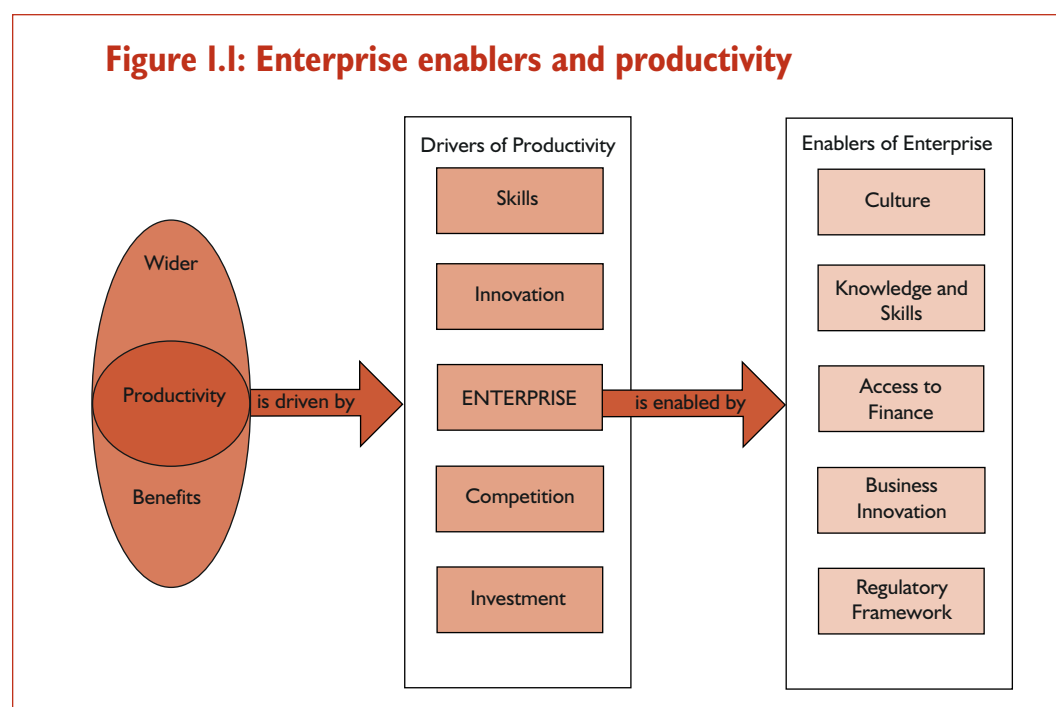 Figure 1.1: Enterprise enablers and productivity
Wider
Productivity
Benefits
is driven by
Drivers of Productivity
Skills
Innovation
ENTERPRISE
Competition
Investment
is enabled by
Enablers of Enterprise
Culture
Knowledge and
Skills
Access to
Finance
Business
Innovation
Regulatory
Framework